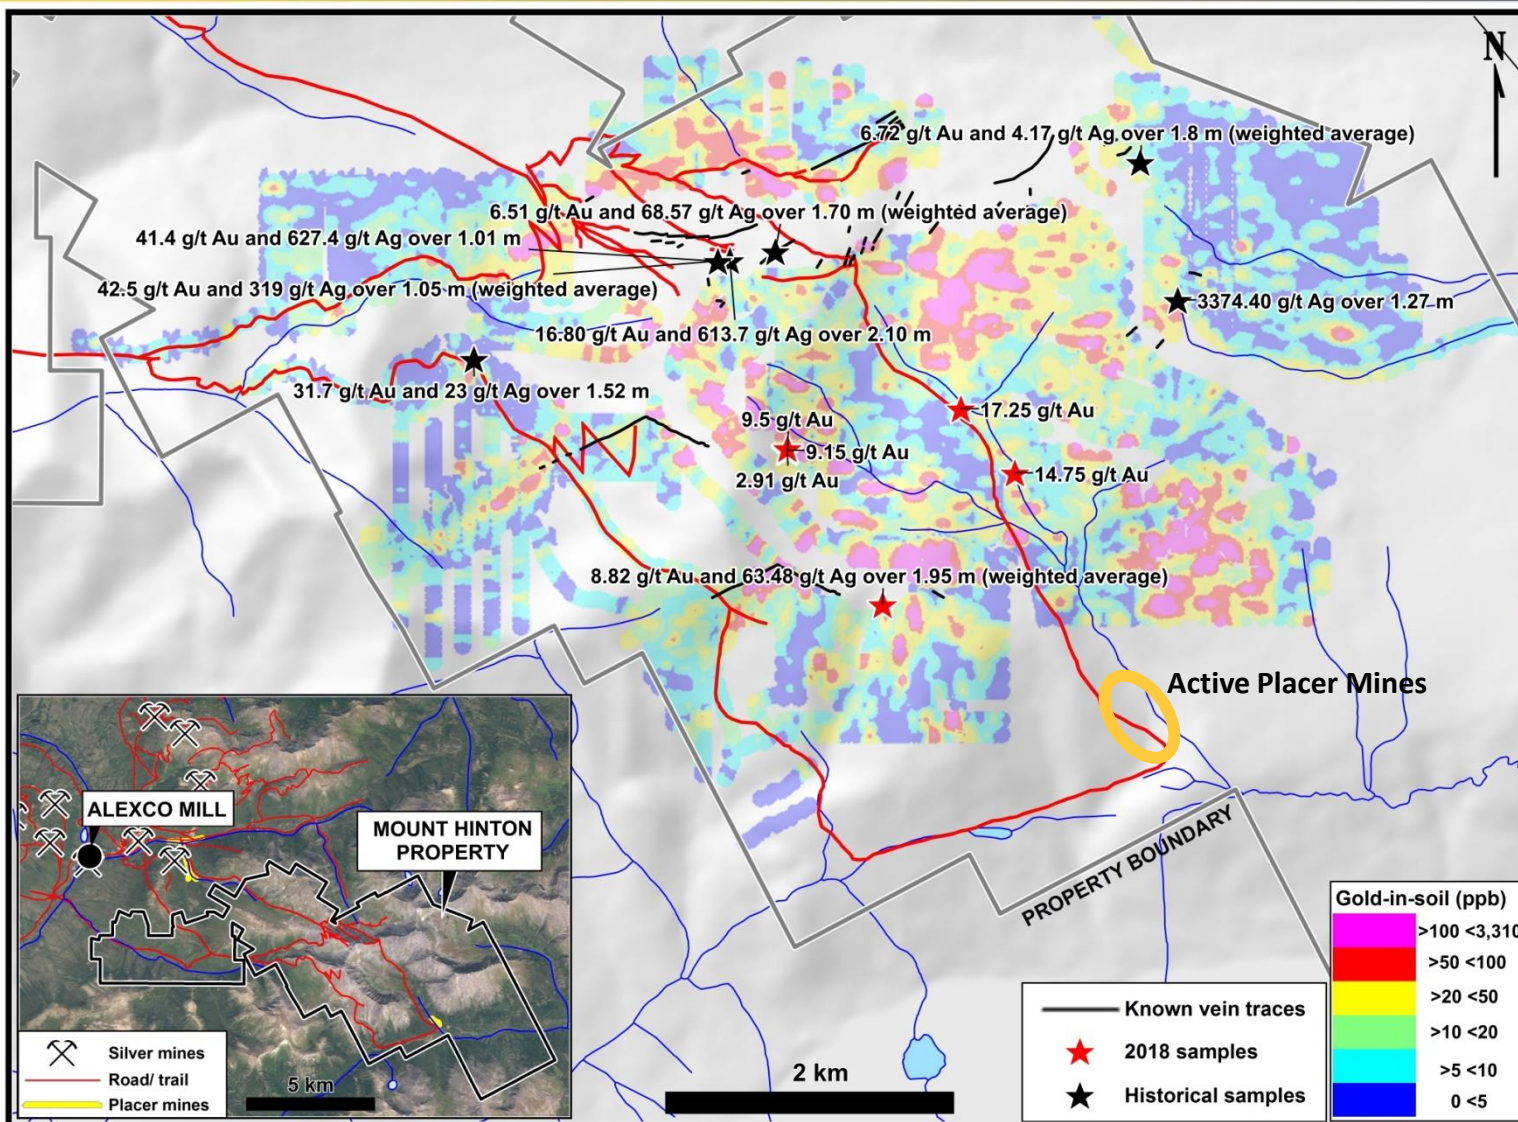 N
6.72 g/t Au and 4.17 g/t Ag over 1.8 m (weighted average)
6.51 g/t Au and 68.57 g/t Ag over 1.70 m (weighted average)
41.4 g/t Au and 627.4 g/t Ag over 1.01 m
42.5 g/t Au and 319 g/t Ag over 1.05 m (weighted average)
3374.40 g/t Ag over 1.27 m
16.80 g/t Au and 613.7 g/t Ag over 2.10 m
31.7 g/t Au and 23 g/t Ag over 1.52 m
17.25 g/t Au
9.5 g/t Au
9.15 g/t Au
2.91 g/t Au
14.75 g/t Au
8.82 g/t Au and 63.48 g/t Ag over 1.95 m (weighted average)
Active Placer Mines
PROPERTY BOUNDARY
ALEXCO MILL
MOUNT HINTON
PROPERTY
Silver mines
Road/ trail
Placer mines
5 km
2 km
Known vein traces
2018 samples
Historical samples
Gold-in-soil (ppb)
>100 <3,310
>50 <100
>20 <50
>10 <20
>5 <10
0 <5